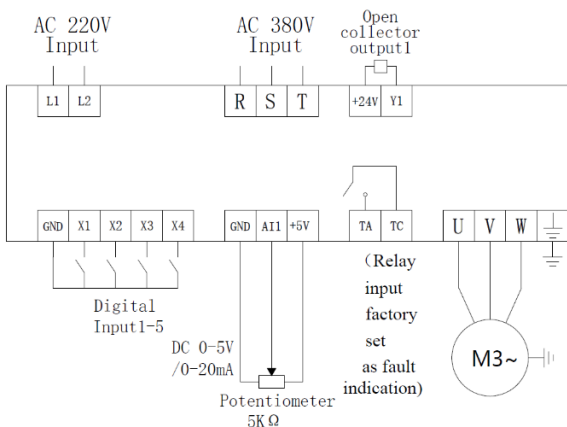 AC 220V
Input
AC 380V
Input
Open
collector
output1
L1 L2
R S T
+24V Y1
GND X1 X2 X3 X4
GND AI1 +5V
TA TC
U V W
Digital
Input1-5
DC 0-5V
/0-20mA
Potentiometer
5KΩ
(Relay
input
factory
set
as fault
indication)
M3~